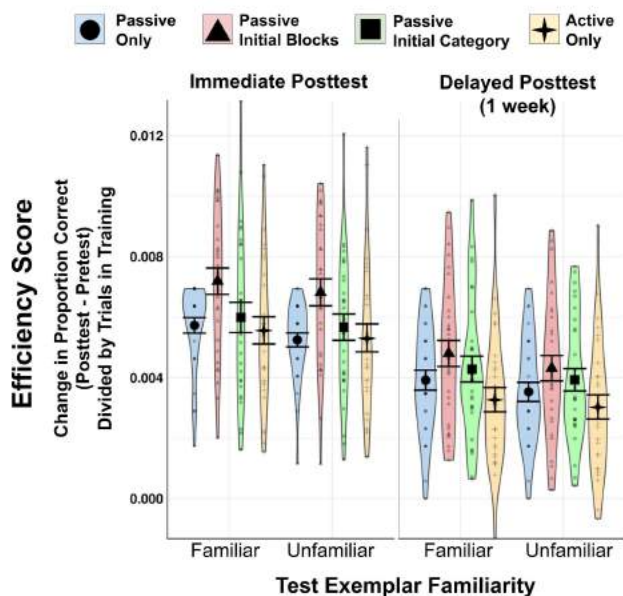 Passive Only
Passive Initial Blocks
Passive Initial Category
Active Only
Immediate Posttest
Delayed Posttest
(1 week)
Efficiency Score
Change in Proportion Correct
(Posttest - Pretest)
Divided by Trials in Training
0.012
0.008
0.004
0.000
Familiar
Unfamiliar
Familiar
Unfamiliar
Test Exemplar Familiarity